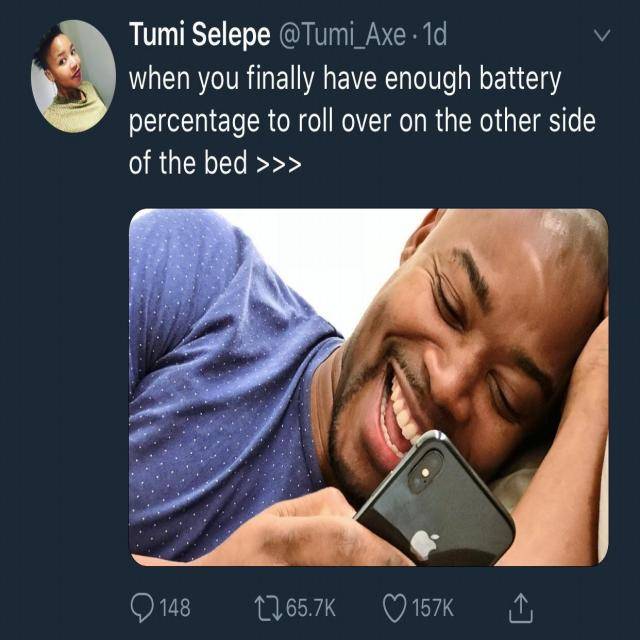 Tumi Selepe @Tumi_Axe · 1d
when you finally have enough battery
percentage to roll over on the other side
of the bed >>>
148 65.7K 157K